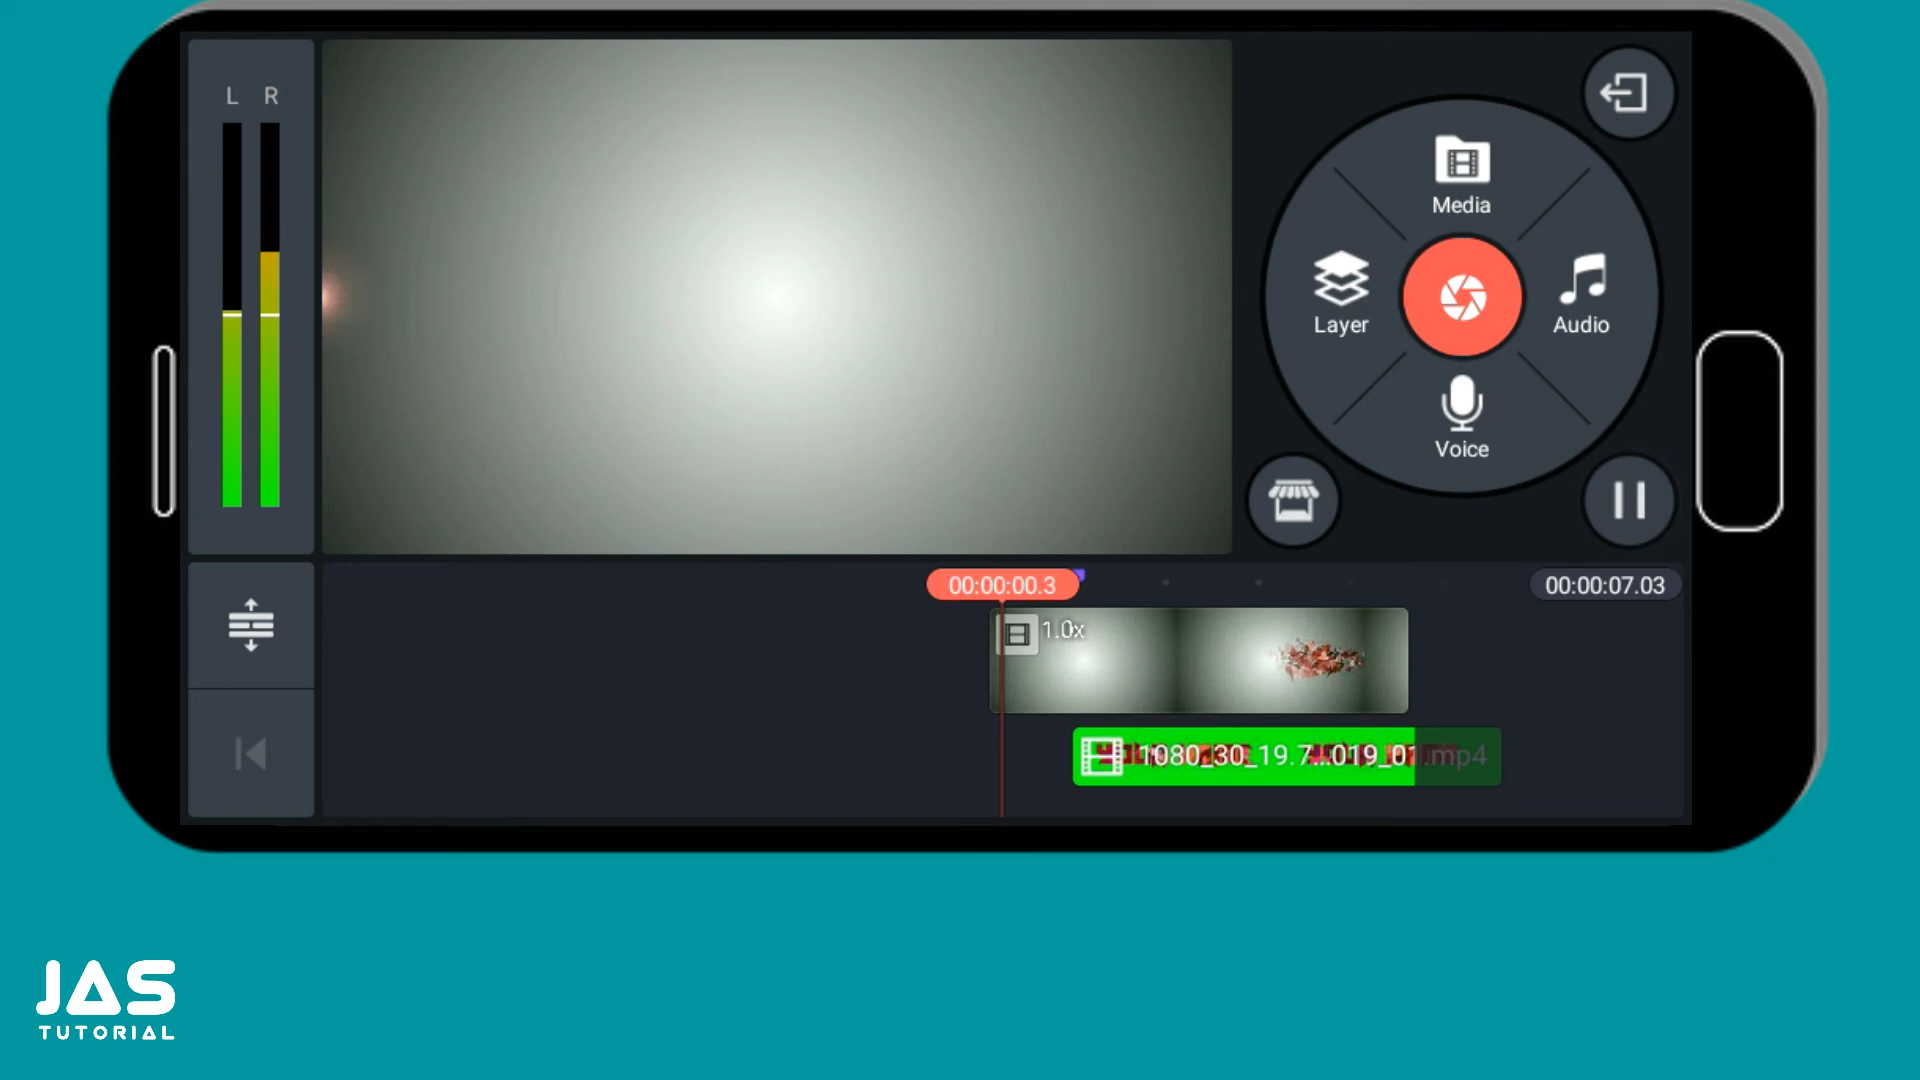 L R
Media
Layer
Audio
Voice
00:00:00.3
00:00:07.03
1.0x
1080_30_19.7...019_01.mp4
JAS
TUTORIAL